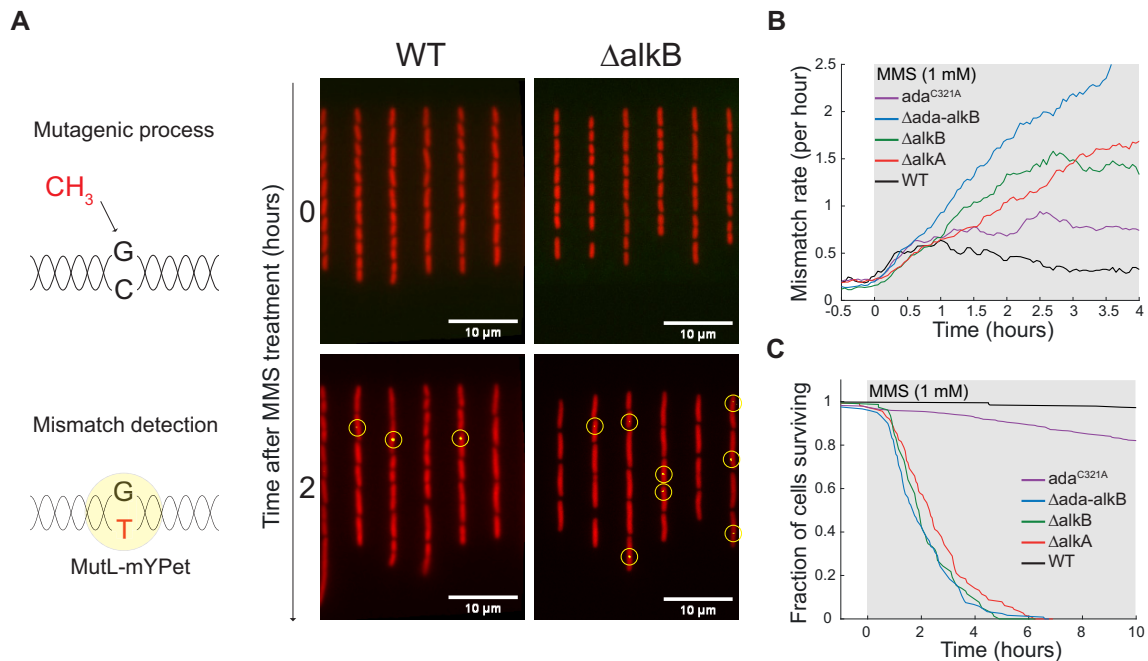 A
WT
ΔalkB
Mutagenic process
CH₃
G
C
Mismatch detection
G
T
MutL-mYPet
Time after MMS treatment (hours)
0
2
10 μm
10 μm
10 μm
10 μm
B
MMS (1 mM)
ada^C321A
Δada-alkB
ΔalkB
ΔalkA
WT
Mismatch rate (per hour)
2.5
2
1.5
1
0.5
0
-0.5 0 0.5 1 1.5 2 2.5 3 3.5 4
Time (hours)
C
MMS (1 mM)
Fraction of cells surviving
1
0.8
0.6
0.4
0.2
0
ada^C321A
Δada-alkB
ΔalkB
ΔalkA
WT
0 2 4 6 8 10
Time (hours)